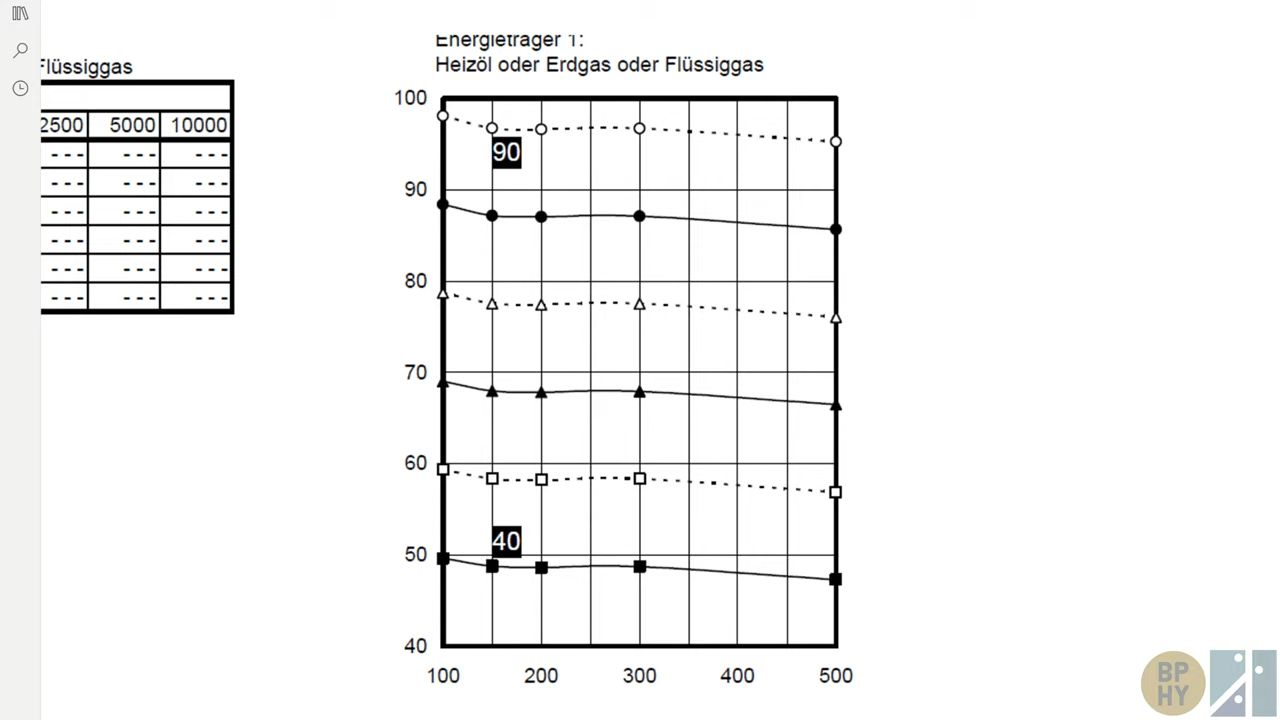 Energieträger 1:
Heizöl oder Erdgas oder Flüssiggas
Flüssiggas
2500 5000 10000
--- --- ---
--- --- ---
--- --- ---
--- --- ---
--- --- ---
--- --- ---
100
90
90
80
70
60
40
50
40
100 200 300 400 500
BP
HY